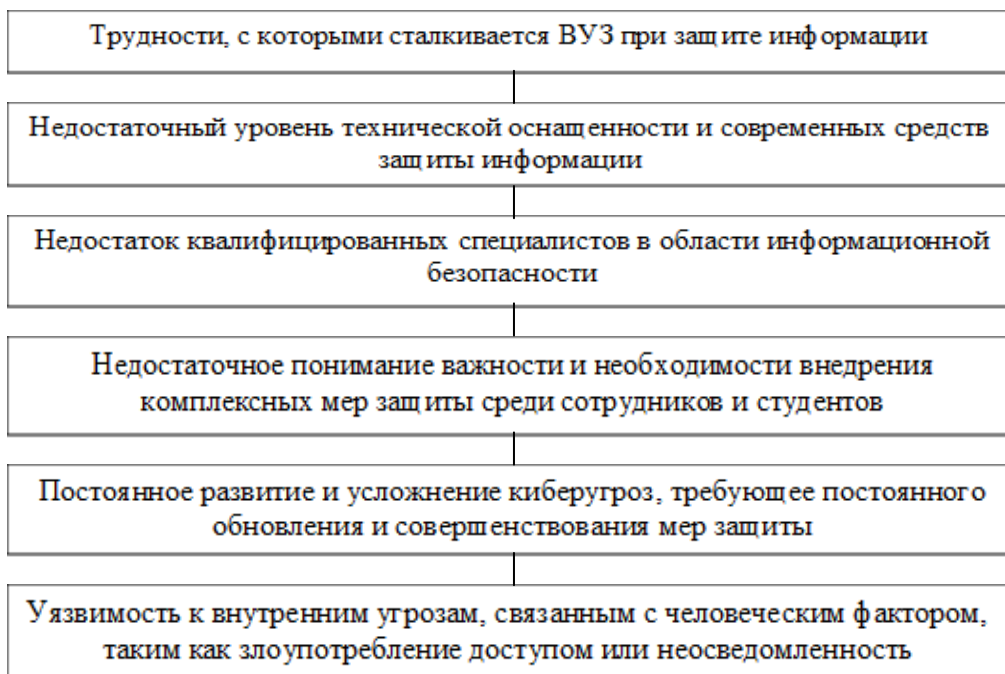 Трудности, с которыми сталкивается ВУЗ при защите информации
Недостаточный уровень технической оснащенности и современных средств
защиты информации
Недостаток квалифицированных специалистов в области информационной
безопасности
Недостаточное понимание важности и необходимости внедрения
комплексных мер защиты среди сотрудников и студентов
Постоянное развитие и усложнение киберугроз, требующее постоянного
обновления и совершенствования мер защиты
Уязвимость к внутренним угрозам, связанным с человеческим фактором,
таким как злоупотребление доступом или неосведомленность